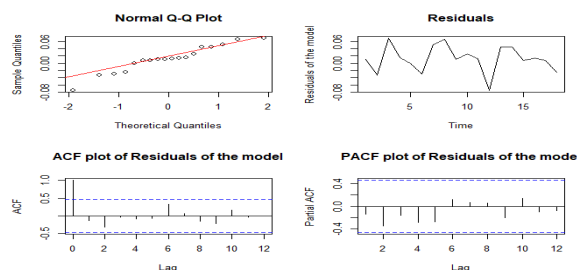 Normal Q-Q Plot
Sample Quantiles
-0.08 0.00 0.06
-2 -1 0 1 2
Theoretical Quantiles
Residuals
Residuals of the model
-0.08 0.00 0.06
5 10 15
Time
ACF plot of Residuals of the model
ACF
-0.5 0.5 1.0
0 2 4 6 8 10 12
Lag
PACF plot of Residuals of the mode
Partial ACF
-0.4 0.0 0.4
2 4 6 8 10 12
Lag